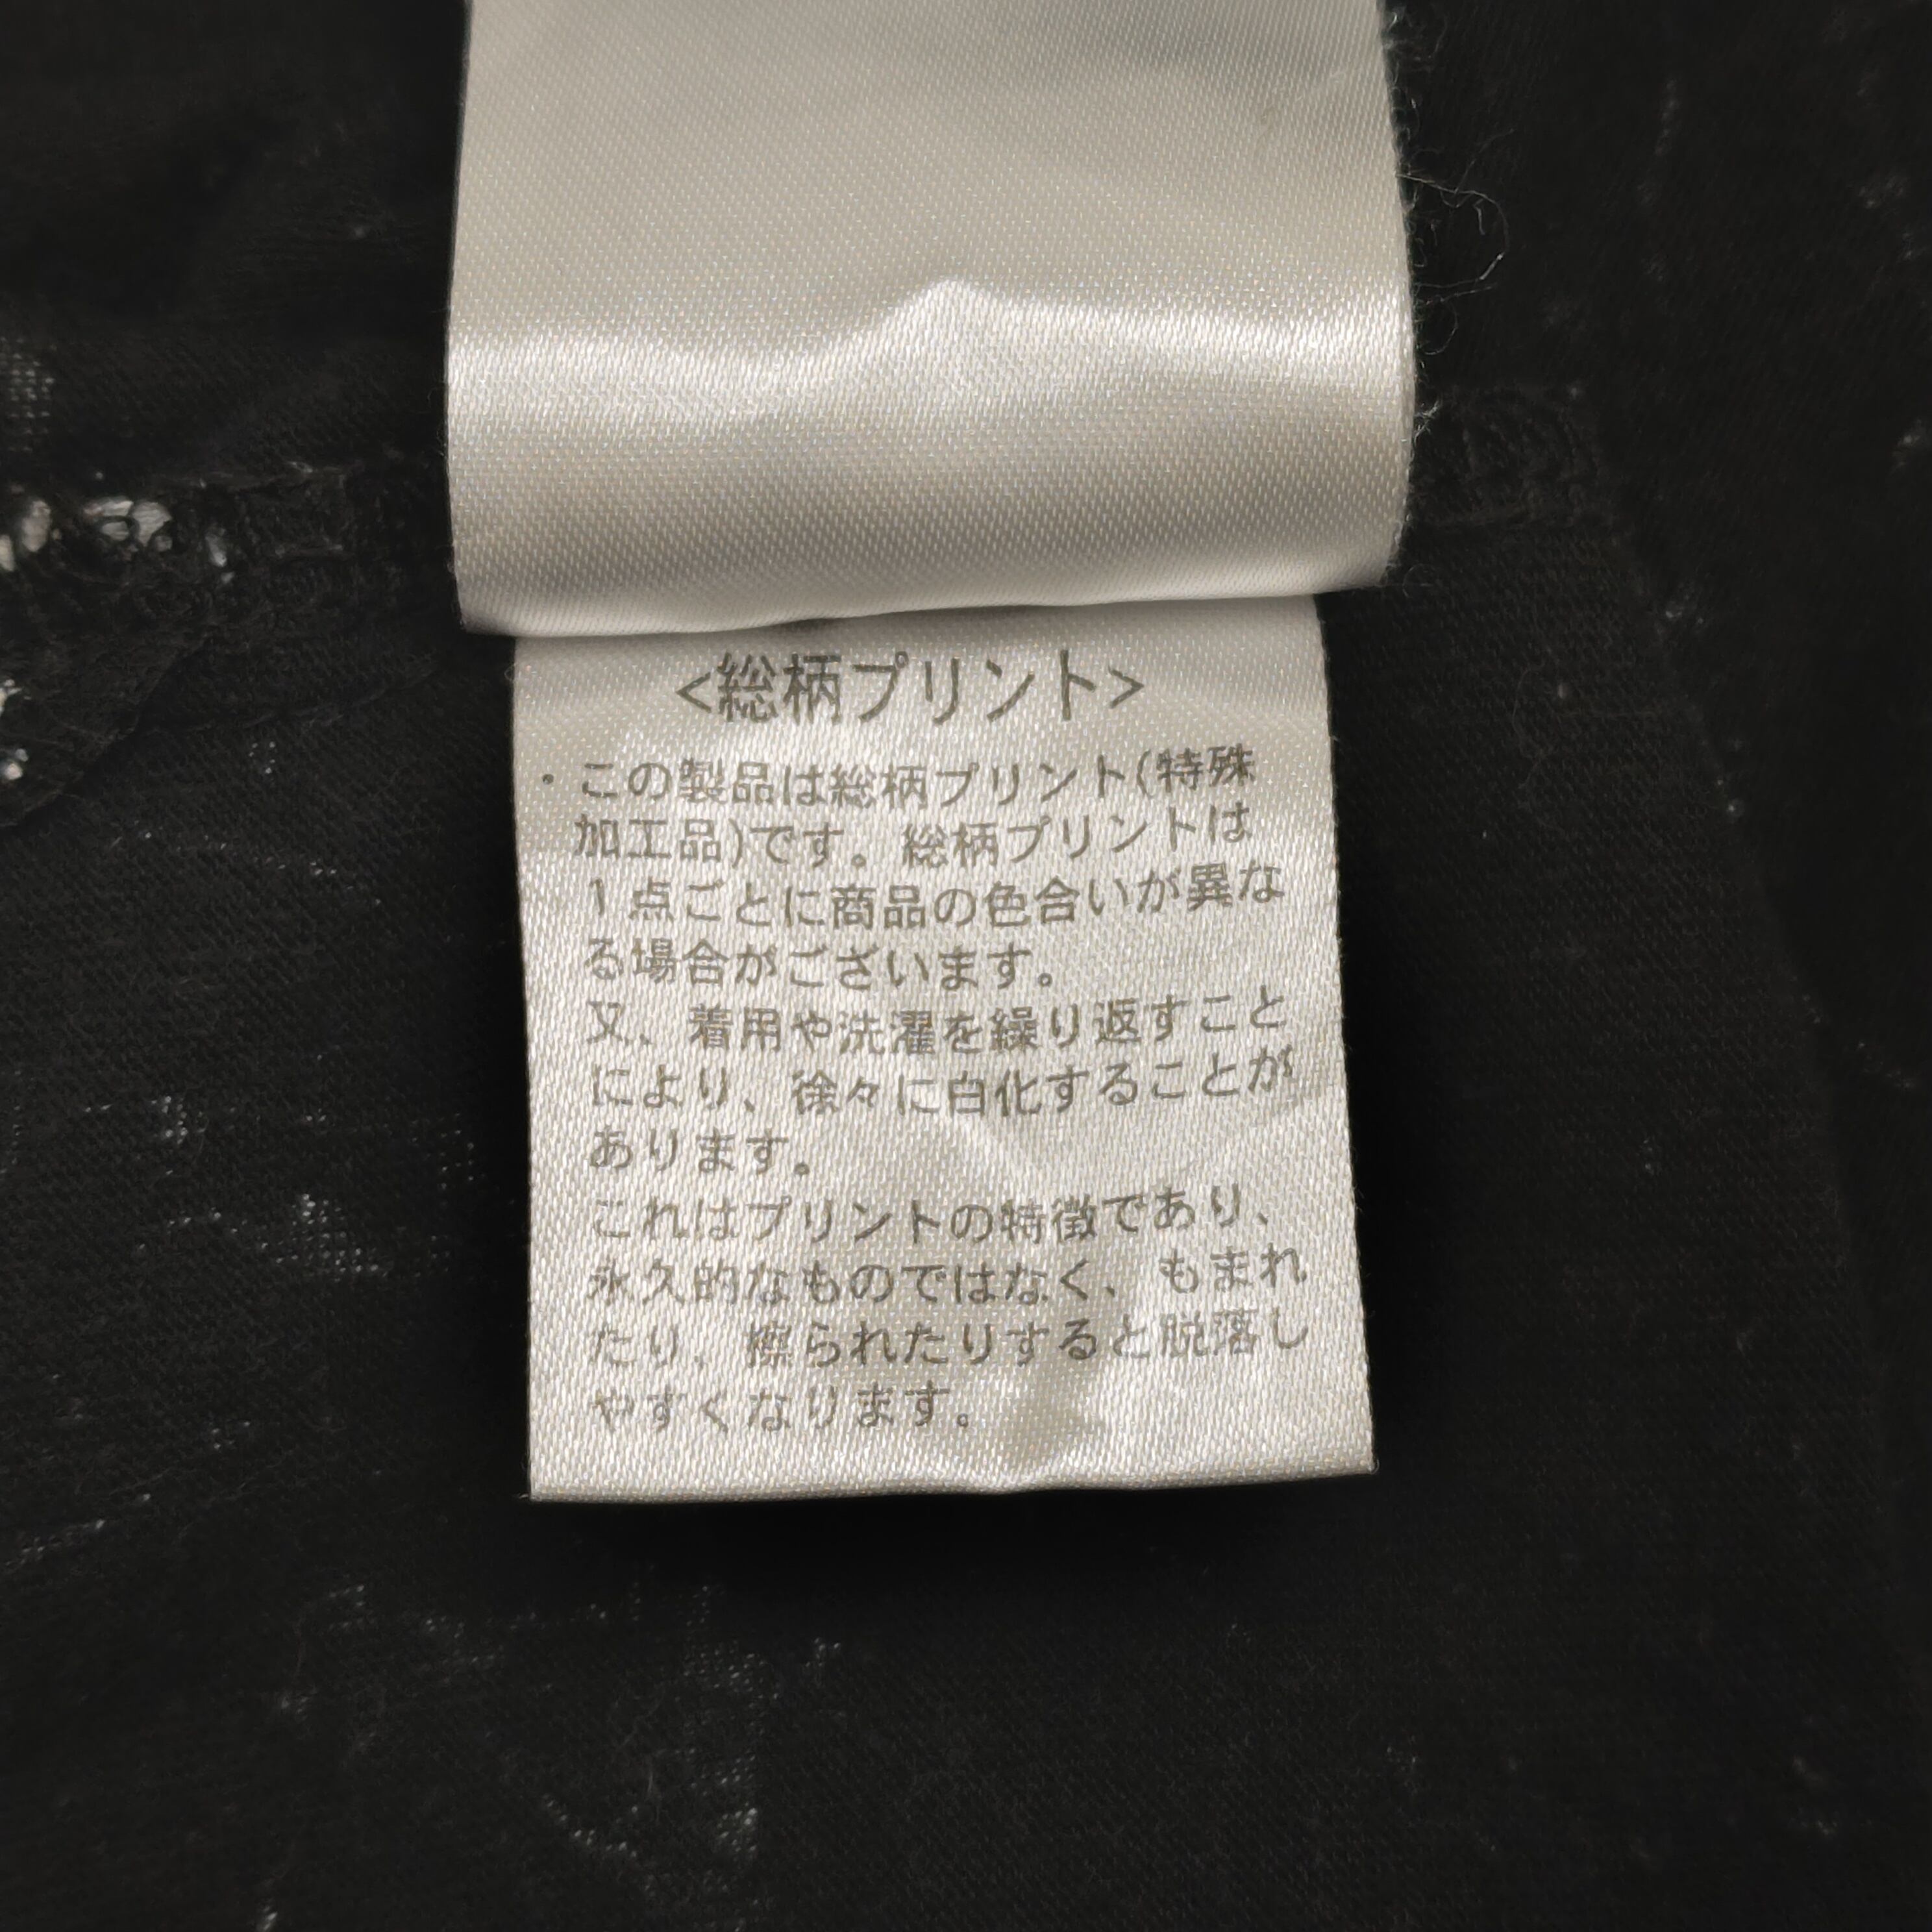 <総柄プリント>
・この製品は総柄プリント(特殊
加工品)です。総柄プリントは
1点ごとに商品の色合いが異な
る場合がございます。
又、着用や洗濯を繰り返すこと
により、徐々に白化することが
あります。
これはプリントの特徴であり、
永久的なものではなく、もまれ
たり、擦られたりすると脱落し
やすくなります。